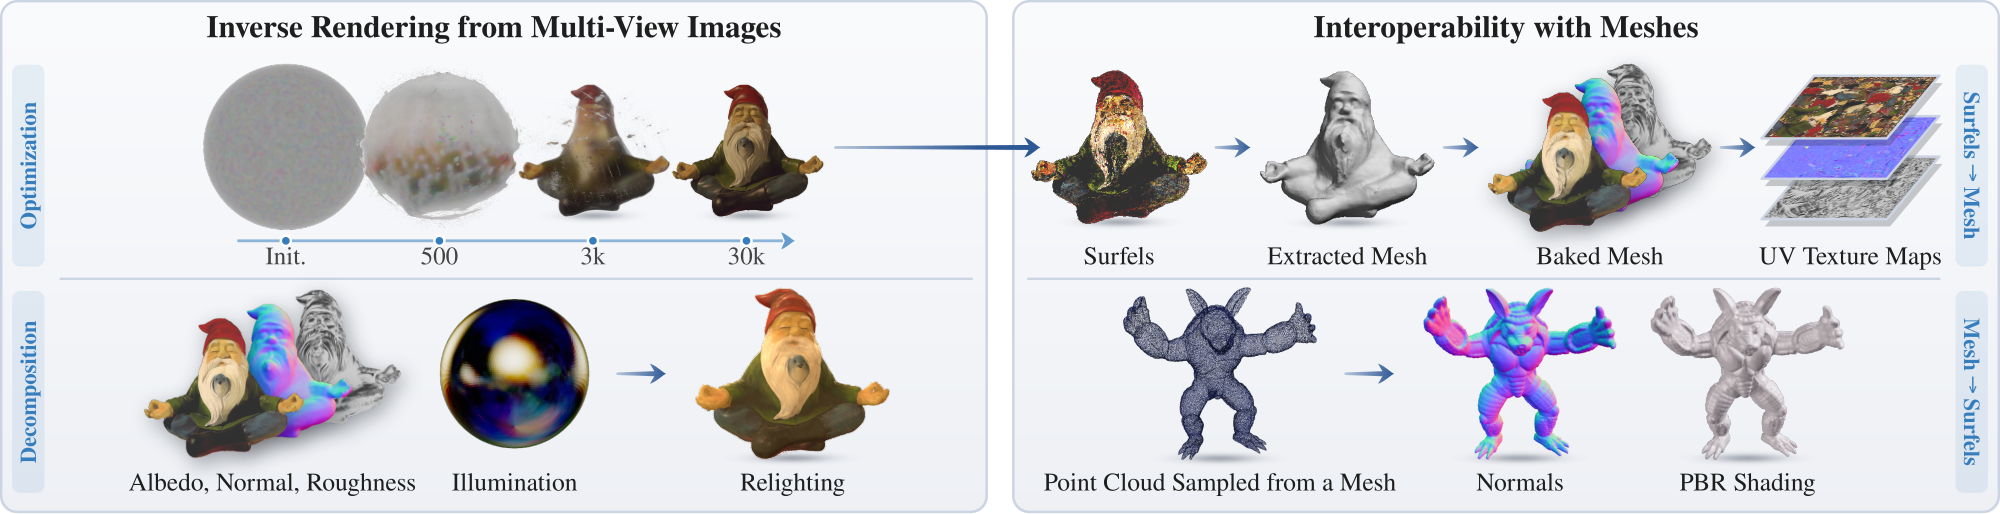 Inverse Rendering from Multi-View Images
Optimization
Init.
500
3k
30k
Decomposition
Albedo, Normal, Roughness
Illumination
Relighting
Interoperability with Meshes
Surfels
Extracted Mesh
Baked Mesh
UV Texture Maps
Surfels → Mesh
Point Cloud Sampled from a Mesh
Normals
PBR Shading
Mesh → Surfels